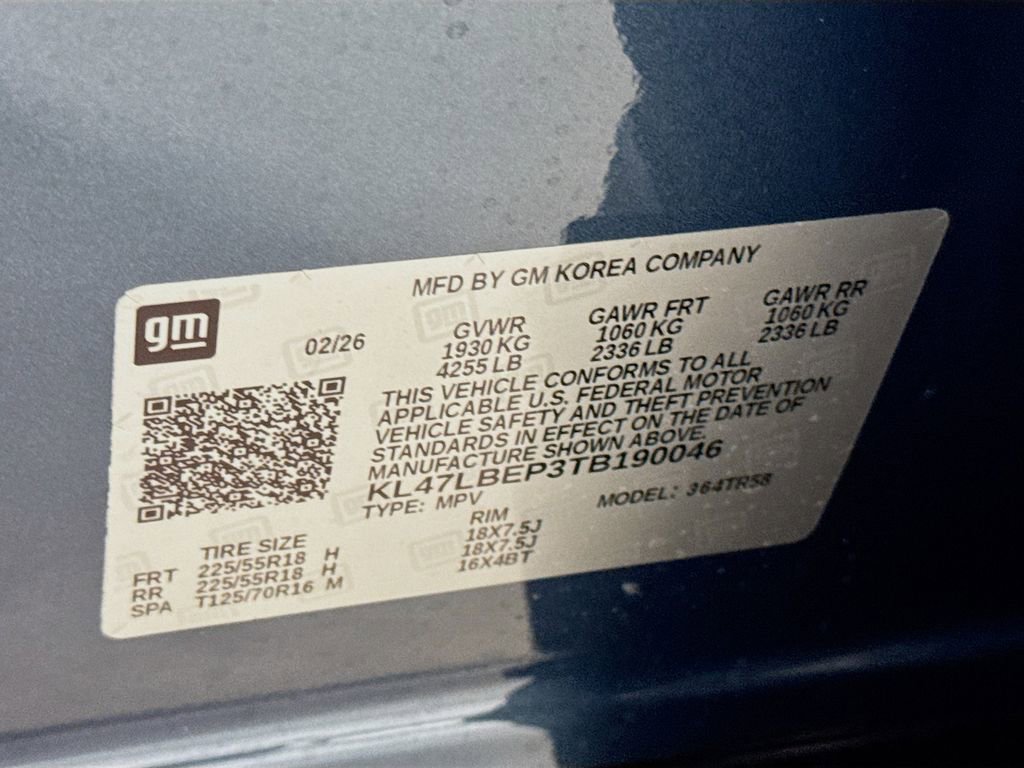 MFD BY GM KOREA COMPANY
gm
02/26
GVWR GAWR FRT GAWR RR
1930 KG 1060 KG 1060 KG
4255 LB 2336 LB 2336 LB
THIS VEHICLE CONFORMS TO ALL
APPLICABLE U.S. FEDERAL MOTOR
VEHICLE SAFETY AND THEFT PREVENTION
STANDARDS IN EFFECT ON THE DATE OF
MANUFACTURE SHOWN ABOVE.
KL47LBEP3TB190046
TYPE: MPV MODEL: 364TR58
TIRE SIZE RIM
FRT 225/55R18 H 18X7.5J
RR 225/55R18 H 18X7.5J
SPA T125/70R16 M 16X4BT